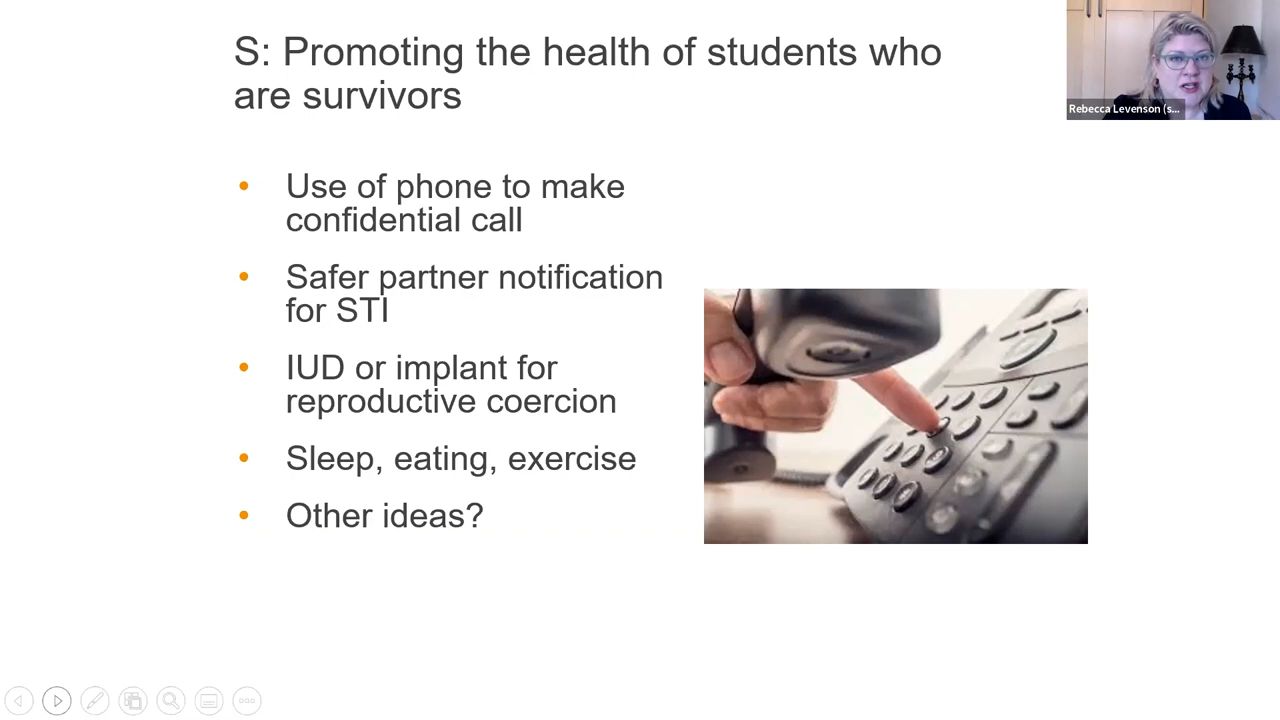 S: Promoting the health of students who
are survivors
Rebecca Levenson (s...
• Use of phone to make
confidential call
• Safer partner notification
for STI
• IUD or implant for
reproductive coercion
• Sleep, eating, exercise
• Other ideas?